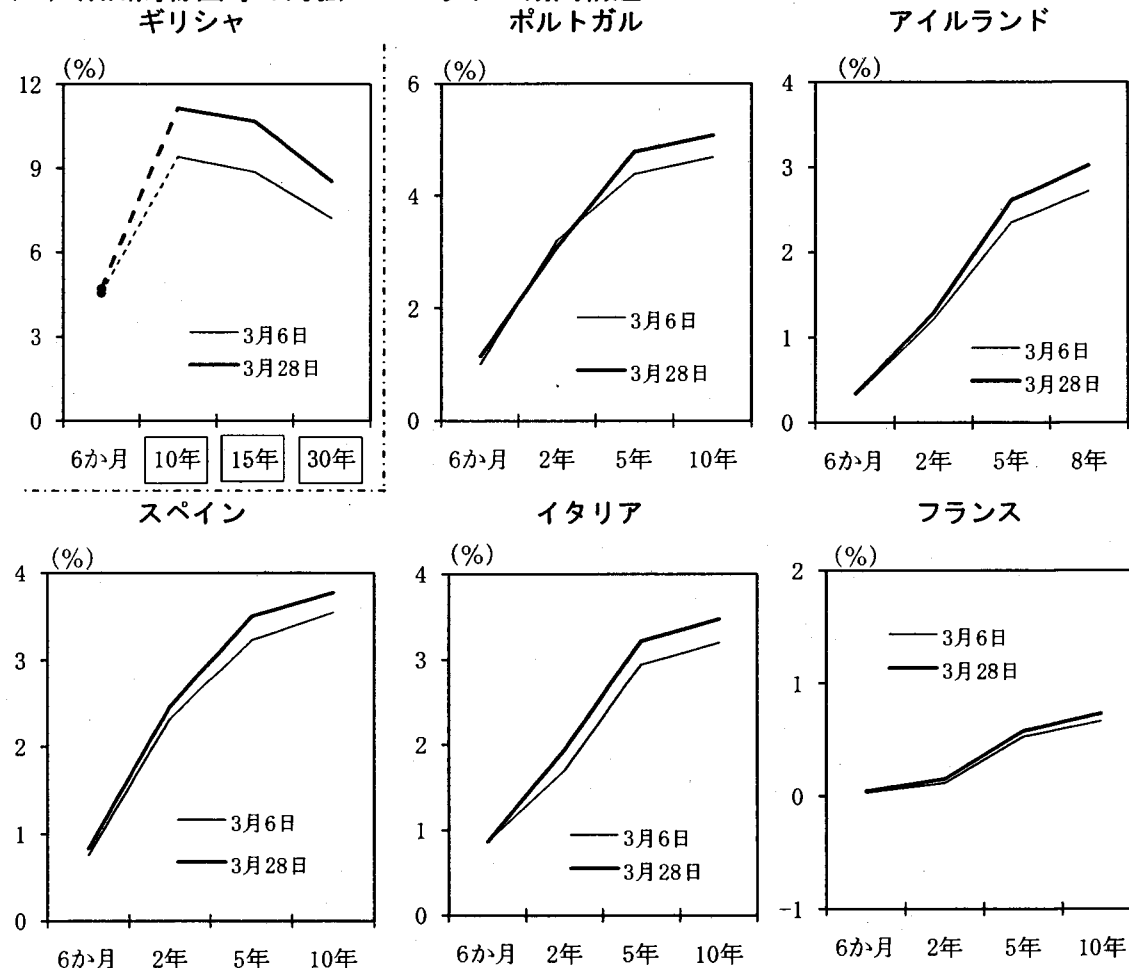 ギリシャ
ポルトガル
アイルランド
(%)
12
9
6
3
0
3月6日
3月28日
6か月 10年 15年 30年
6
4
2
0
3月6日
3月28日
6か月 2年 5年 10年
(%)
4
3
2
1
0
3月6日
3月28日
6か月 2年 5年 8年
(%)
スペイン
イタリア
フランス
(%)
4
3
2
1
0
3月6日
3月28日
6か月 2年 5年 10年
(%)
4
3
2
1
0
3月6日
3月28日
6か月 2年 5年 10年
(%)
2
1
0
-1
3月6日
3月28日
6か月 2年 5年 10年